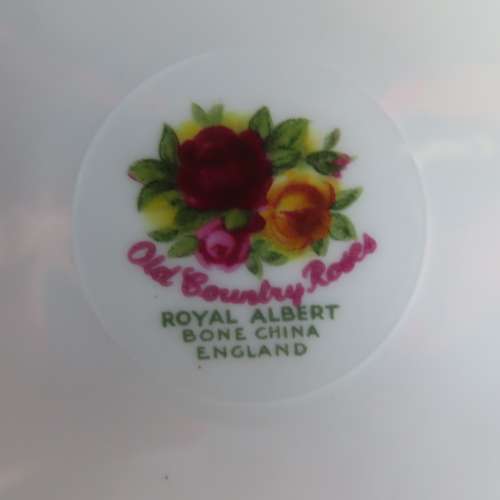 Old Country Roses
ROYAL ALBERT
BONE CHINA
ENGLAND